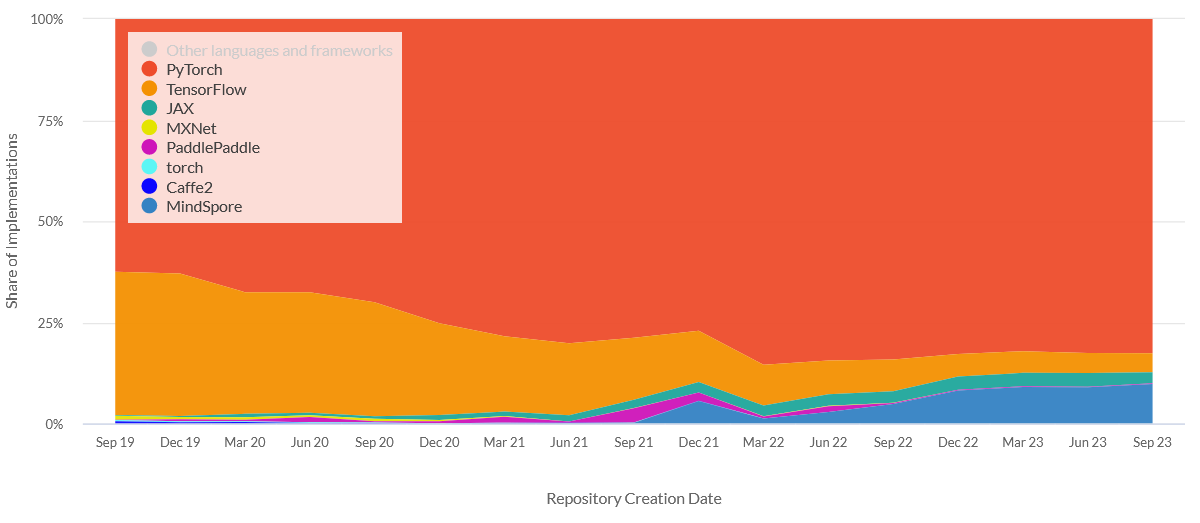 100%
75%
50%
25%
0%
Share of Implementations
Other languages and frameworks
PyTorch
TensorFlow
JAX
MXNet
PaddlePaddle
torch
Caffe2
MindSpore
Sep 19 Dec 19 Mar 20 Jun 20 Sep 20 Dec 20 Mar 21 Jun 21 Sep 21 Dec 21 Mar 22 Jun 22 Sep 22 Dec 22 Mar 23 Jun 23 Sep 23
Repository Creation Date